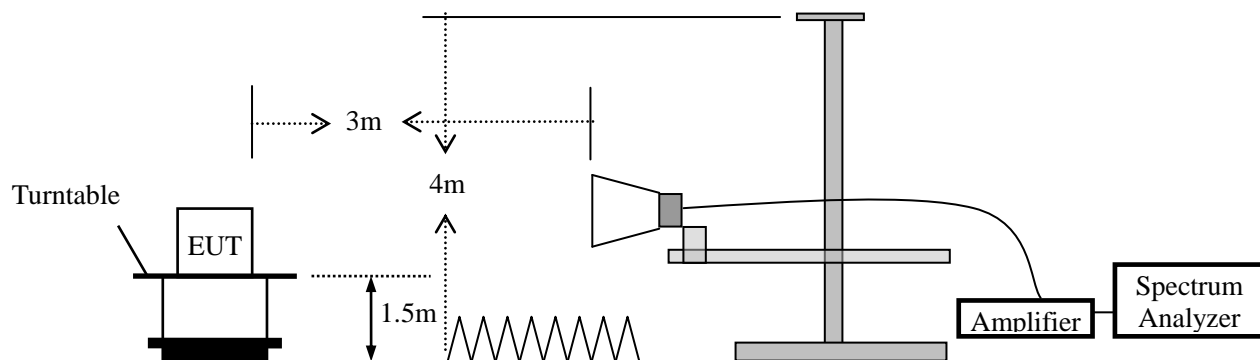 3m
4m
Turntable
EUT
1.5m
Amplifier
Spectrum
Analyzer